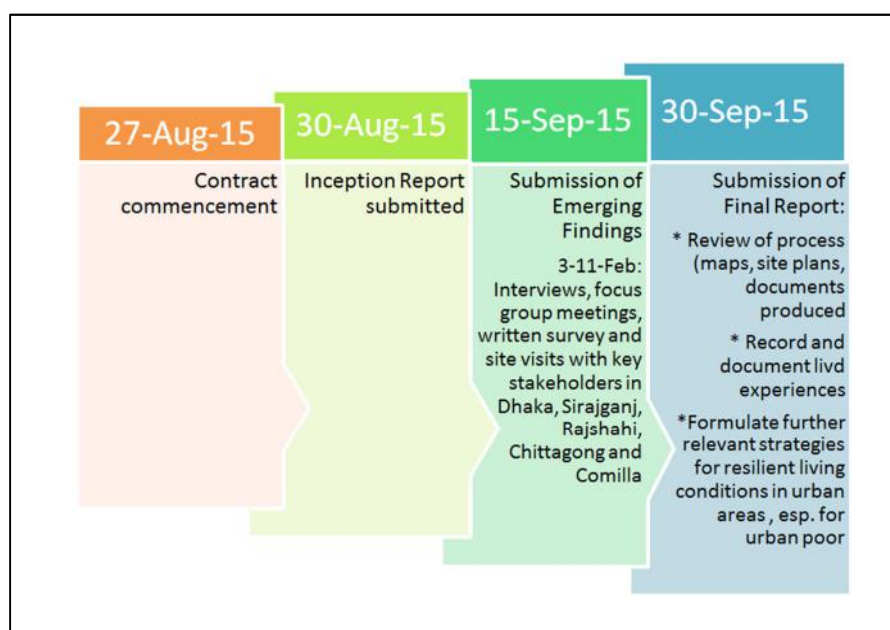 27-Aug-15
Contract
commencement
30-Aug-15
Inception Report
submitted
15-Sep-15
Submission of
Emerging
Findings
3-11-Feb:
Interviews, focus
group meetings,
written survey and
site visits with key
stakeholders in
Dhaka, Sirajganj,
Rajshahi,
Chittagong and
Comilla
30-Sep-15
Submission of
Final Report:
* Review of process
(maps, site plans,
documents
produced
* Record and
document livd
experiences
*Formulate further
relevant strategies
for resilient living
conditions in urban
areas , esp. for
urban poor